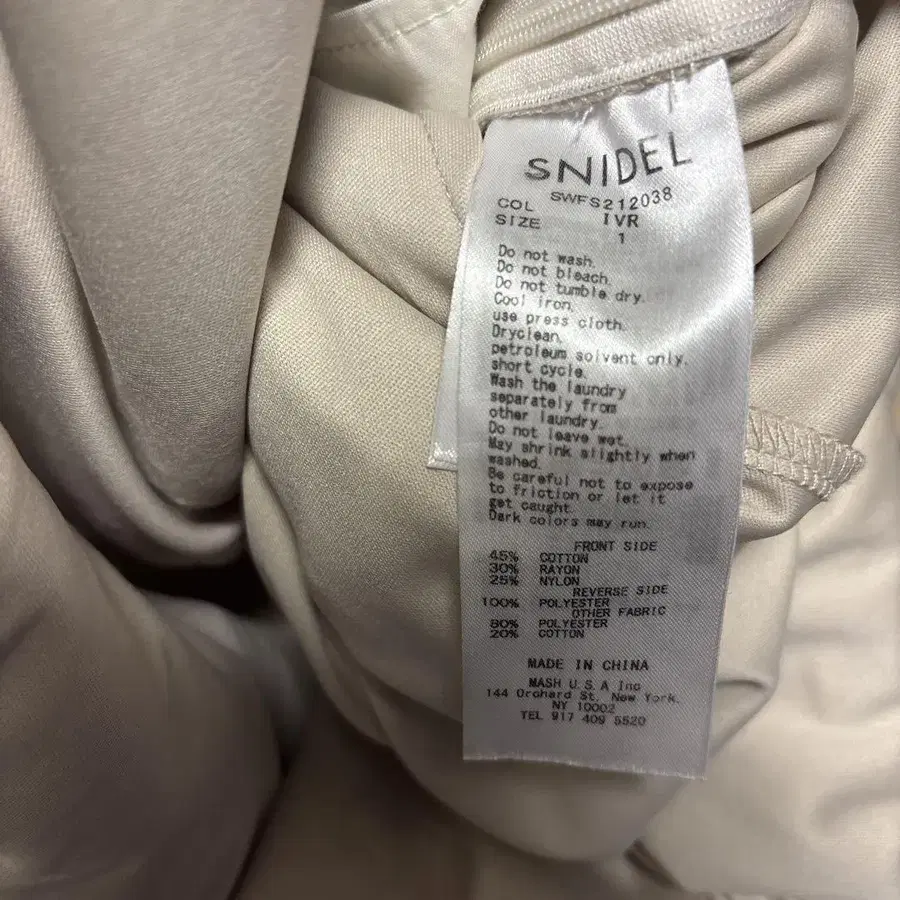 SNIDEL
SWFS212038
COL IVR
SIZE 1
Do not wash.
Do not bleach.
Do not tumble dry.
Cool iron.
use press cloth.
Dryclean.
petroleum solvent only.
short cycle.
Wash the laundry
separately from
other laundry.
Do not leave wet.
May shrink slightly when
washed.
Be careful not to expose
to friction or let it
get caught.
Dark colors may run.
FRONT SIDE
45% COTTON
30% RAYON
25% NYLON
REVERSE SIDE
100% POLYESTER
OTHER FABRIC
80% POLYESTER
20% COTTON
MADE IN CHINA
MASH U.S.A Inc
144 Orchard St, New York.
NY 10002
TEL 917 409 5520